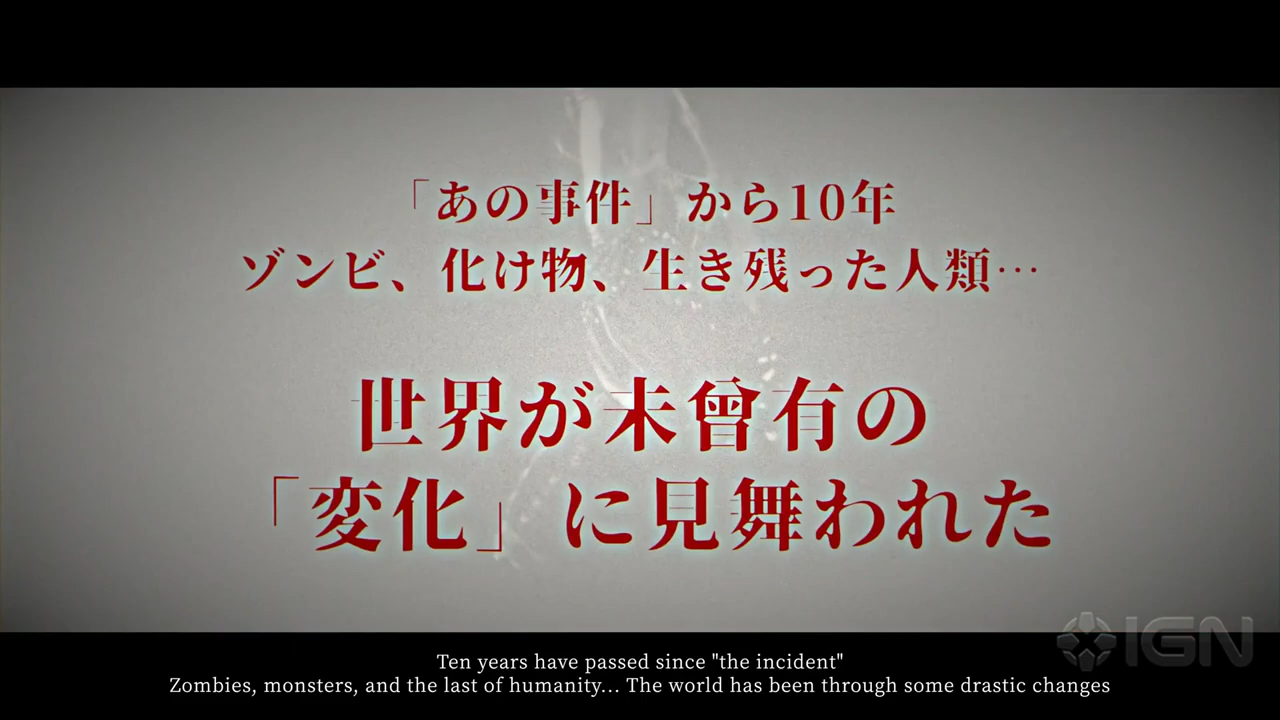 「あの事件」から10年
ゾンビ、化け物、生き残った人類…
世界が未曾有の
「変化」に見舞われた
IGN
Ten years have passed since "the incident"
Zombies, monsters, and the last of humanity... The world has been through some drastic changes